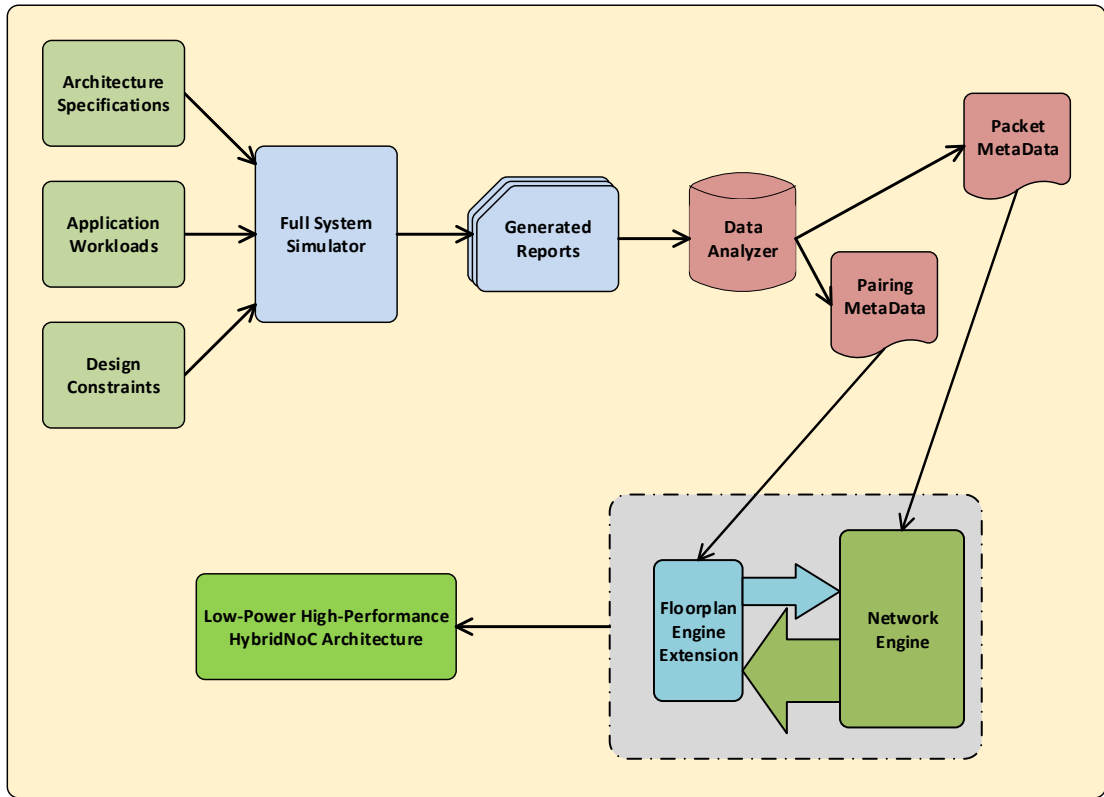 Architecture
Specifications
Application
Workloads
Design
Constraints
Full System
Simulator
Generated
Reports
Data
Analyzer
Packet
MetaData
Pairing
MetaData
Floorplan
Engine
Extension
Network
Engine
Low-Power High-Performance
HybridNoC Architecture